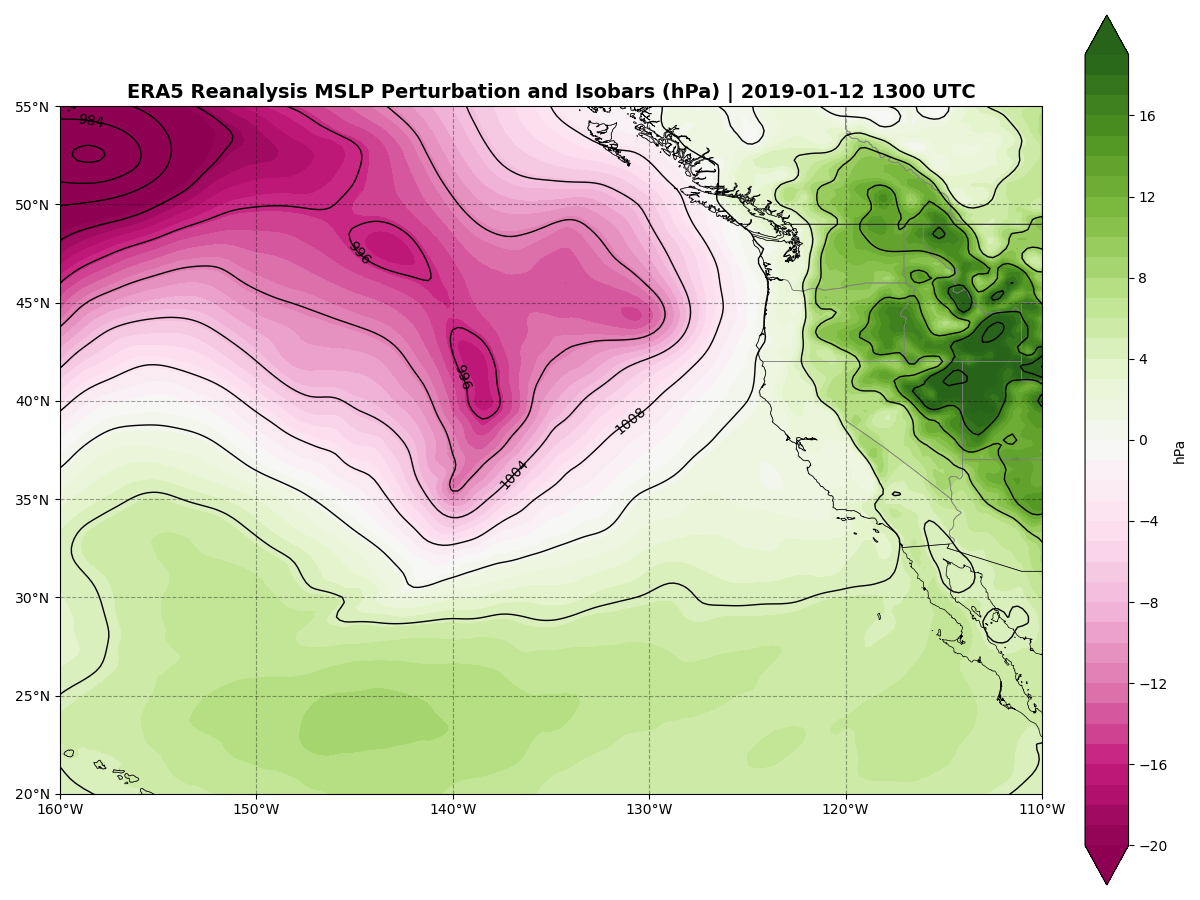 ERA5 Reanalysis MSLP Perturbation and Isobars (hPa) | 2019-01-12 1300 UTC
55°N
50°N
45°N
40°N
35°N
30°N
25°N
20°N
160°W
150°W
140°W
130°W
120°W
110°W
984
996
996
1004
1008
16
12
8
4
0
−4
−8
−12
−16
−20
hPa